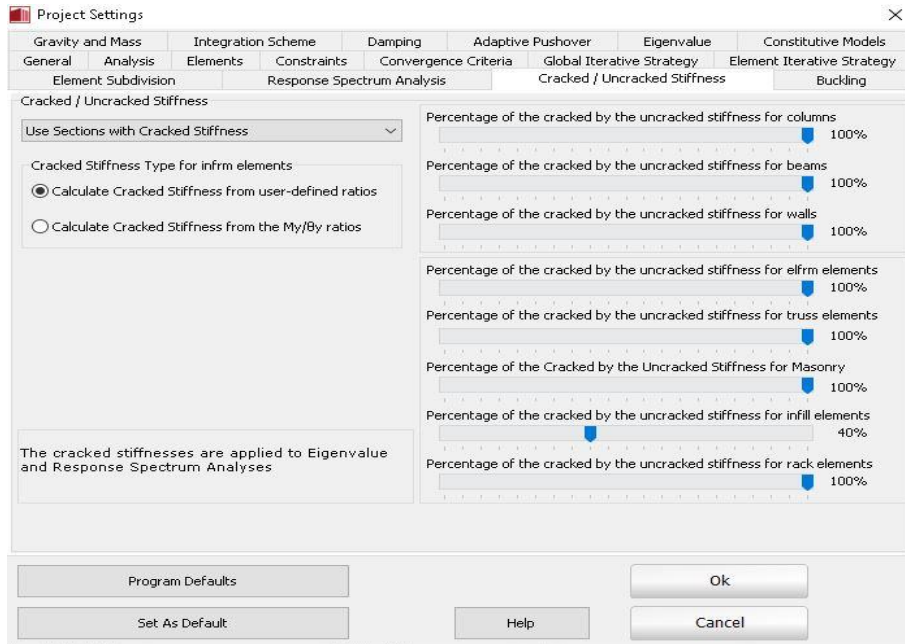 Project Settings
Gravity and Mass Integration Scheme Damping Adaptive Pushover Eigenvalue Constitutive Models
General Analysis Elements Constraints Convergence Criteria Global Iterative Strategy Element Iterative Strategy
Element Subdivision Response Spectrum Analysis Cracked / Uncracked Stiffness Buckling
Cracked / Uncracked Stiffness
Use Sections with Cracked Stiffness
Cracked Stiffness Type for infrm elements
Calculate Cracked Stiffness from user-defined ratios
Calculate Cracked Stiffness from the My/θy ratios
The cracked stiffnesses are applied to Eigenvalue
and Response Spectrum Analyses
Percentage of the cracked by the uncracked stiffness for columns
100%
Percentage of the cracked by the uncracked stiffness for beams
100%
Percentage of the cracked by the uncracked stiffness for walls
100%
Percentage of the cracked by the uncracked stiffness for elfrm elements
100%
Percentage of the cracked by the uncracked stiffness for truss elements
100%
Percentage of the Cracked by the Uncracked Stiffness for Masonry
100%
Percentage of the cracked by the uncracked stiffness for infill elements
40%
Percentage of the cracked by the uncracked stiffness for rack elements
100%
Program Defaults
Ok
Set As Default
Help
Cancel